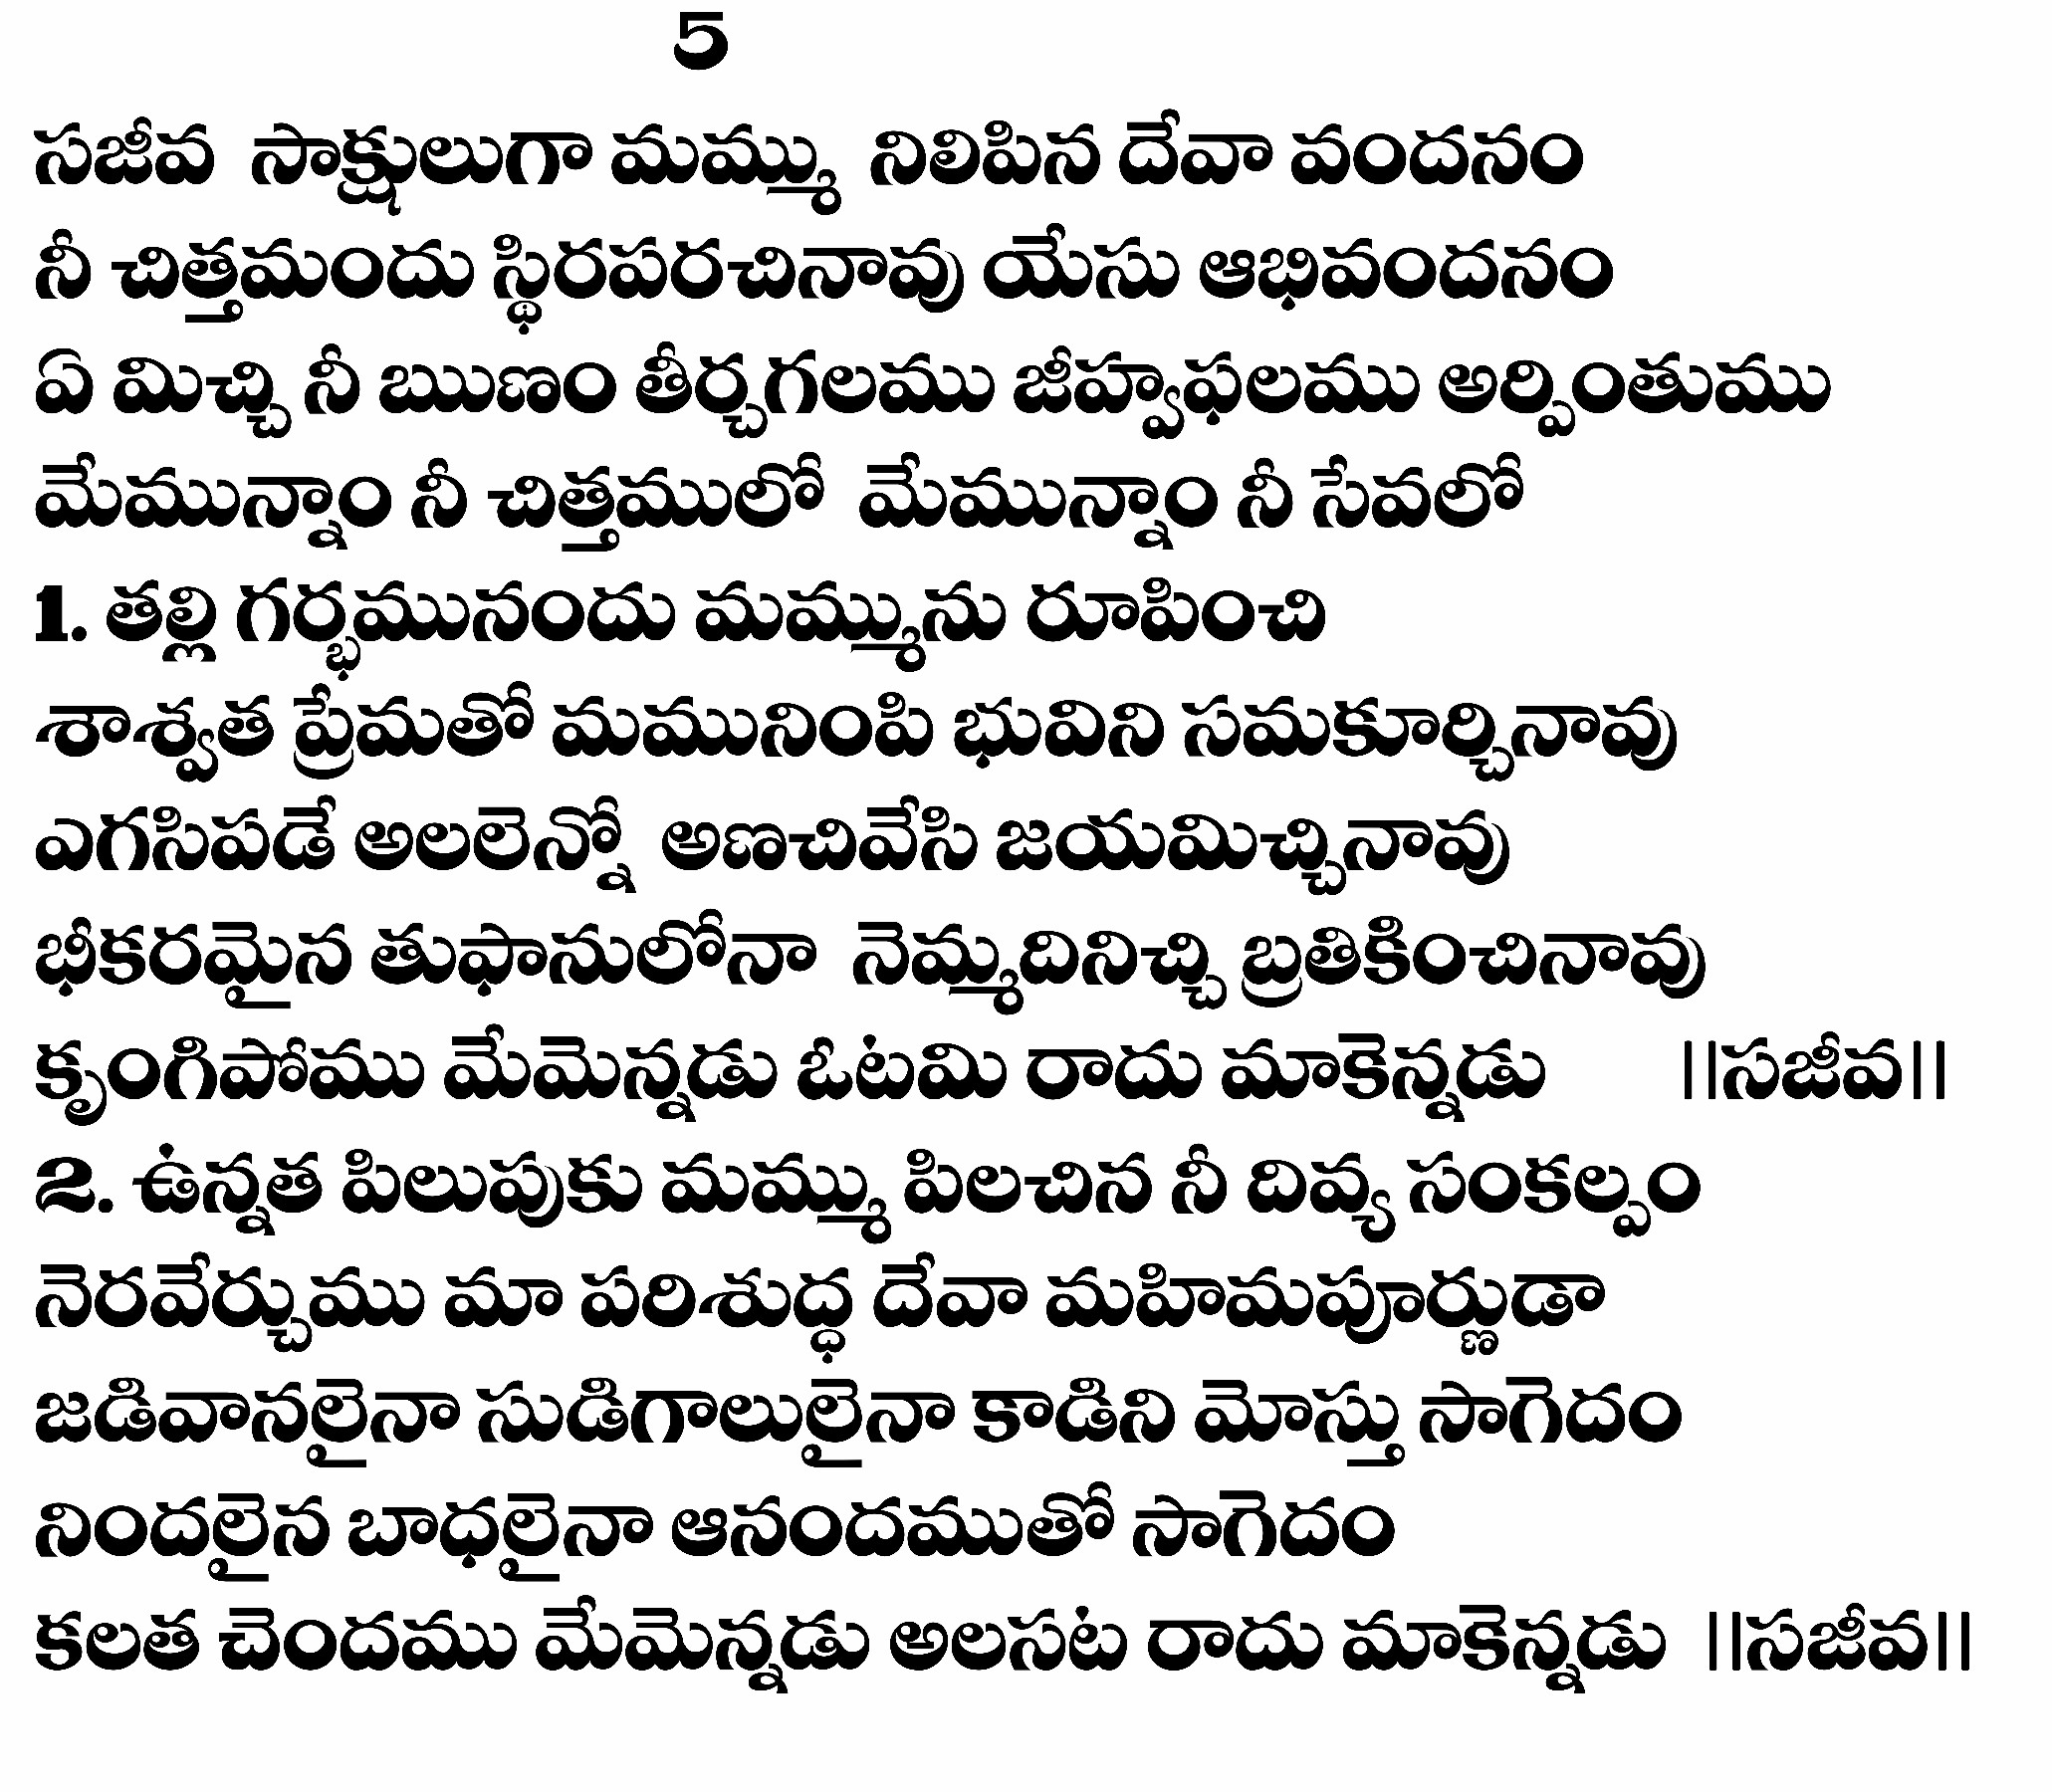 5
సజీవ సాక్షులుగా మమ్ము నిలిపిన దేవా వందనం
నీ చిత్తమందు స్థిరపరచినావు యేసు ఆభివందనం
ఏ మిచ్చి నీ ఋణం తీర్చగలము జీహ్వఫలము అర్పింతుము
మేమున్నాం నీ చిత్తములో మేమున్నాం నీ సేవలో
1. తల్లి గర్భమునందు మమ్మును రూపించి
శాశ్వత ప్రేమతో మమునింపి భువిని సమకూర్చినావు
ఎగసిపడే అలలెన్నో అణచివేసి జయమిచ్చినావు
భీకరమైన తుఫానులోనా నెమ్మదినిచ్చి బ్రతికించినావు
కృంగిపోము మేమెన్నడు ఓటమి రాదు మాకెన్నడు ||సజీవ||
2. ఉన్నత పిలుపుకు మమ్ము పిలచిన నీ దివ్య సంకల్పం
నెరవేర్చుము మా పరిశుద్ధ దేవా మహిమపూర్ణుడా
జడివానలైనా సుడిగాలులైనా కాడిని మోస్తు సాగెదం
నిందలైన బాధలైనా ఆనందముతో సాగెదం
కలత చెందము మేమెన్నడు అలసట రాదు మాకెన్నడు ||సజీవ||